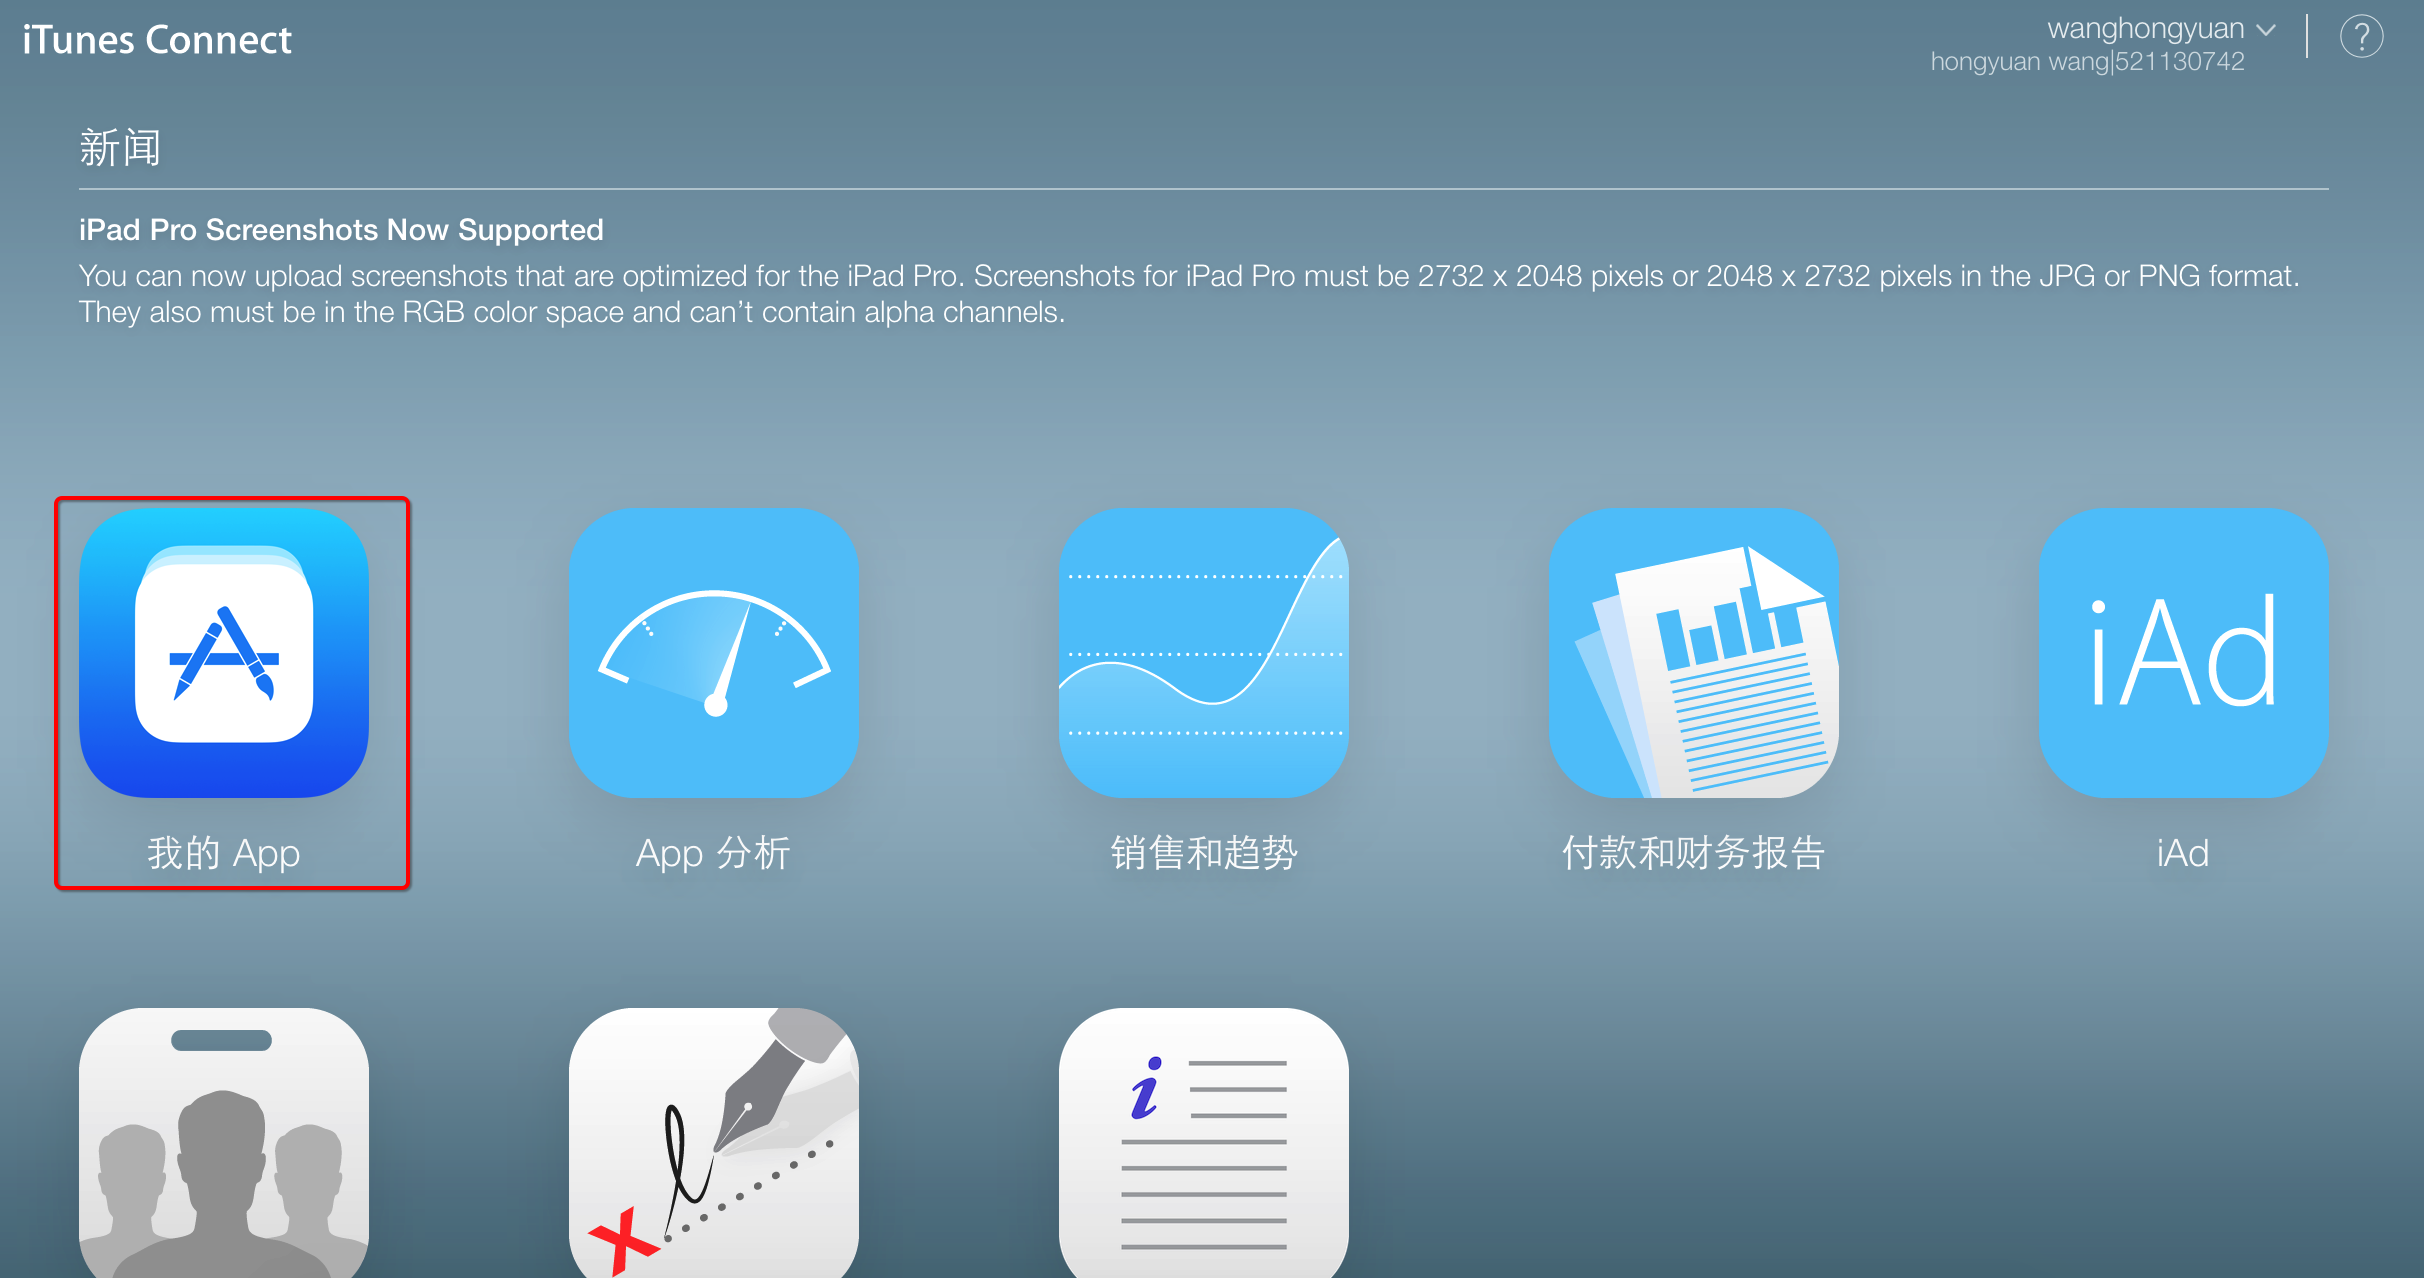 iTunes Connect
wanghongyuan
hongyuan wang|521130742
?
新闻
iPad Pro Screenshots Now Supported
You can now upload screenshots that are optimized for the iPad Pro. Screenshots for iPad Pro must be 2732 x 2048 pixels or 2048 x 2732 pixels in the JPG or PNG format.
They also must be in the RGB color space and can’t contain alpha channels.
iAd
我的 App
App 分析
销售和趋势
付款和财务报告
iAd
i